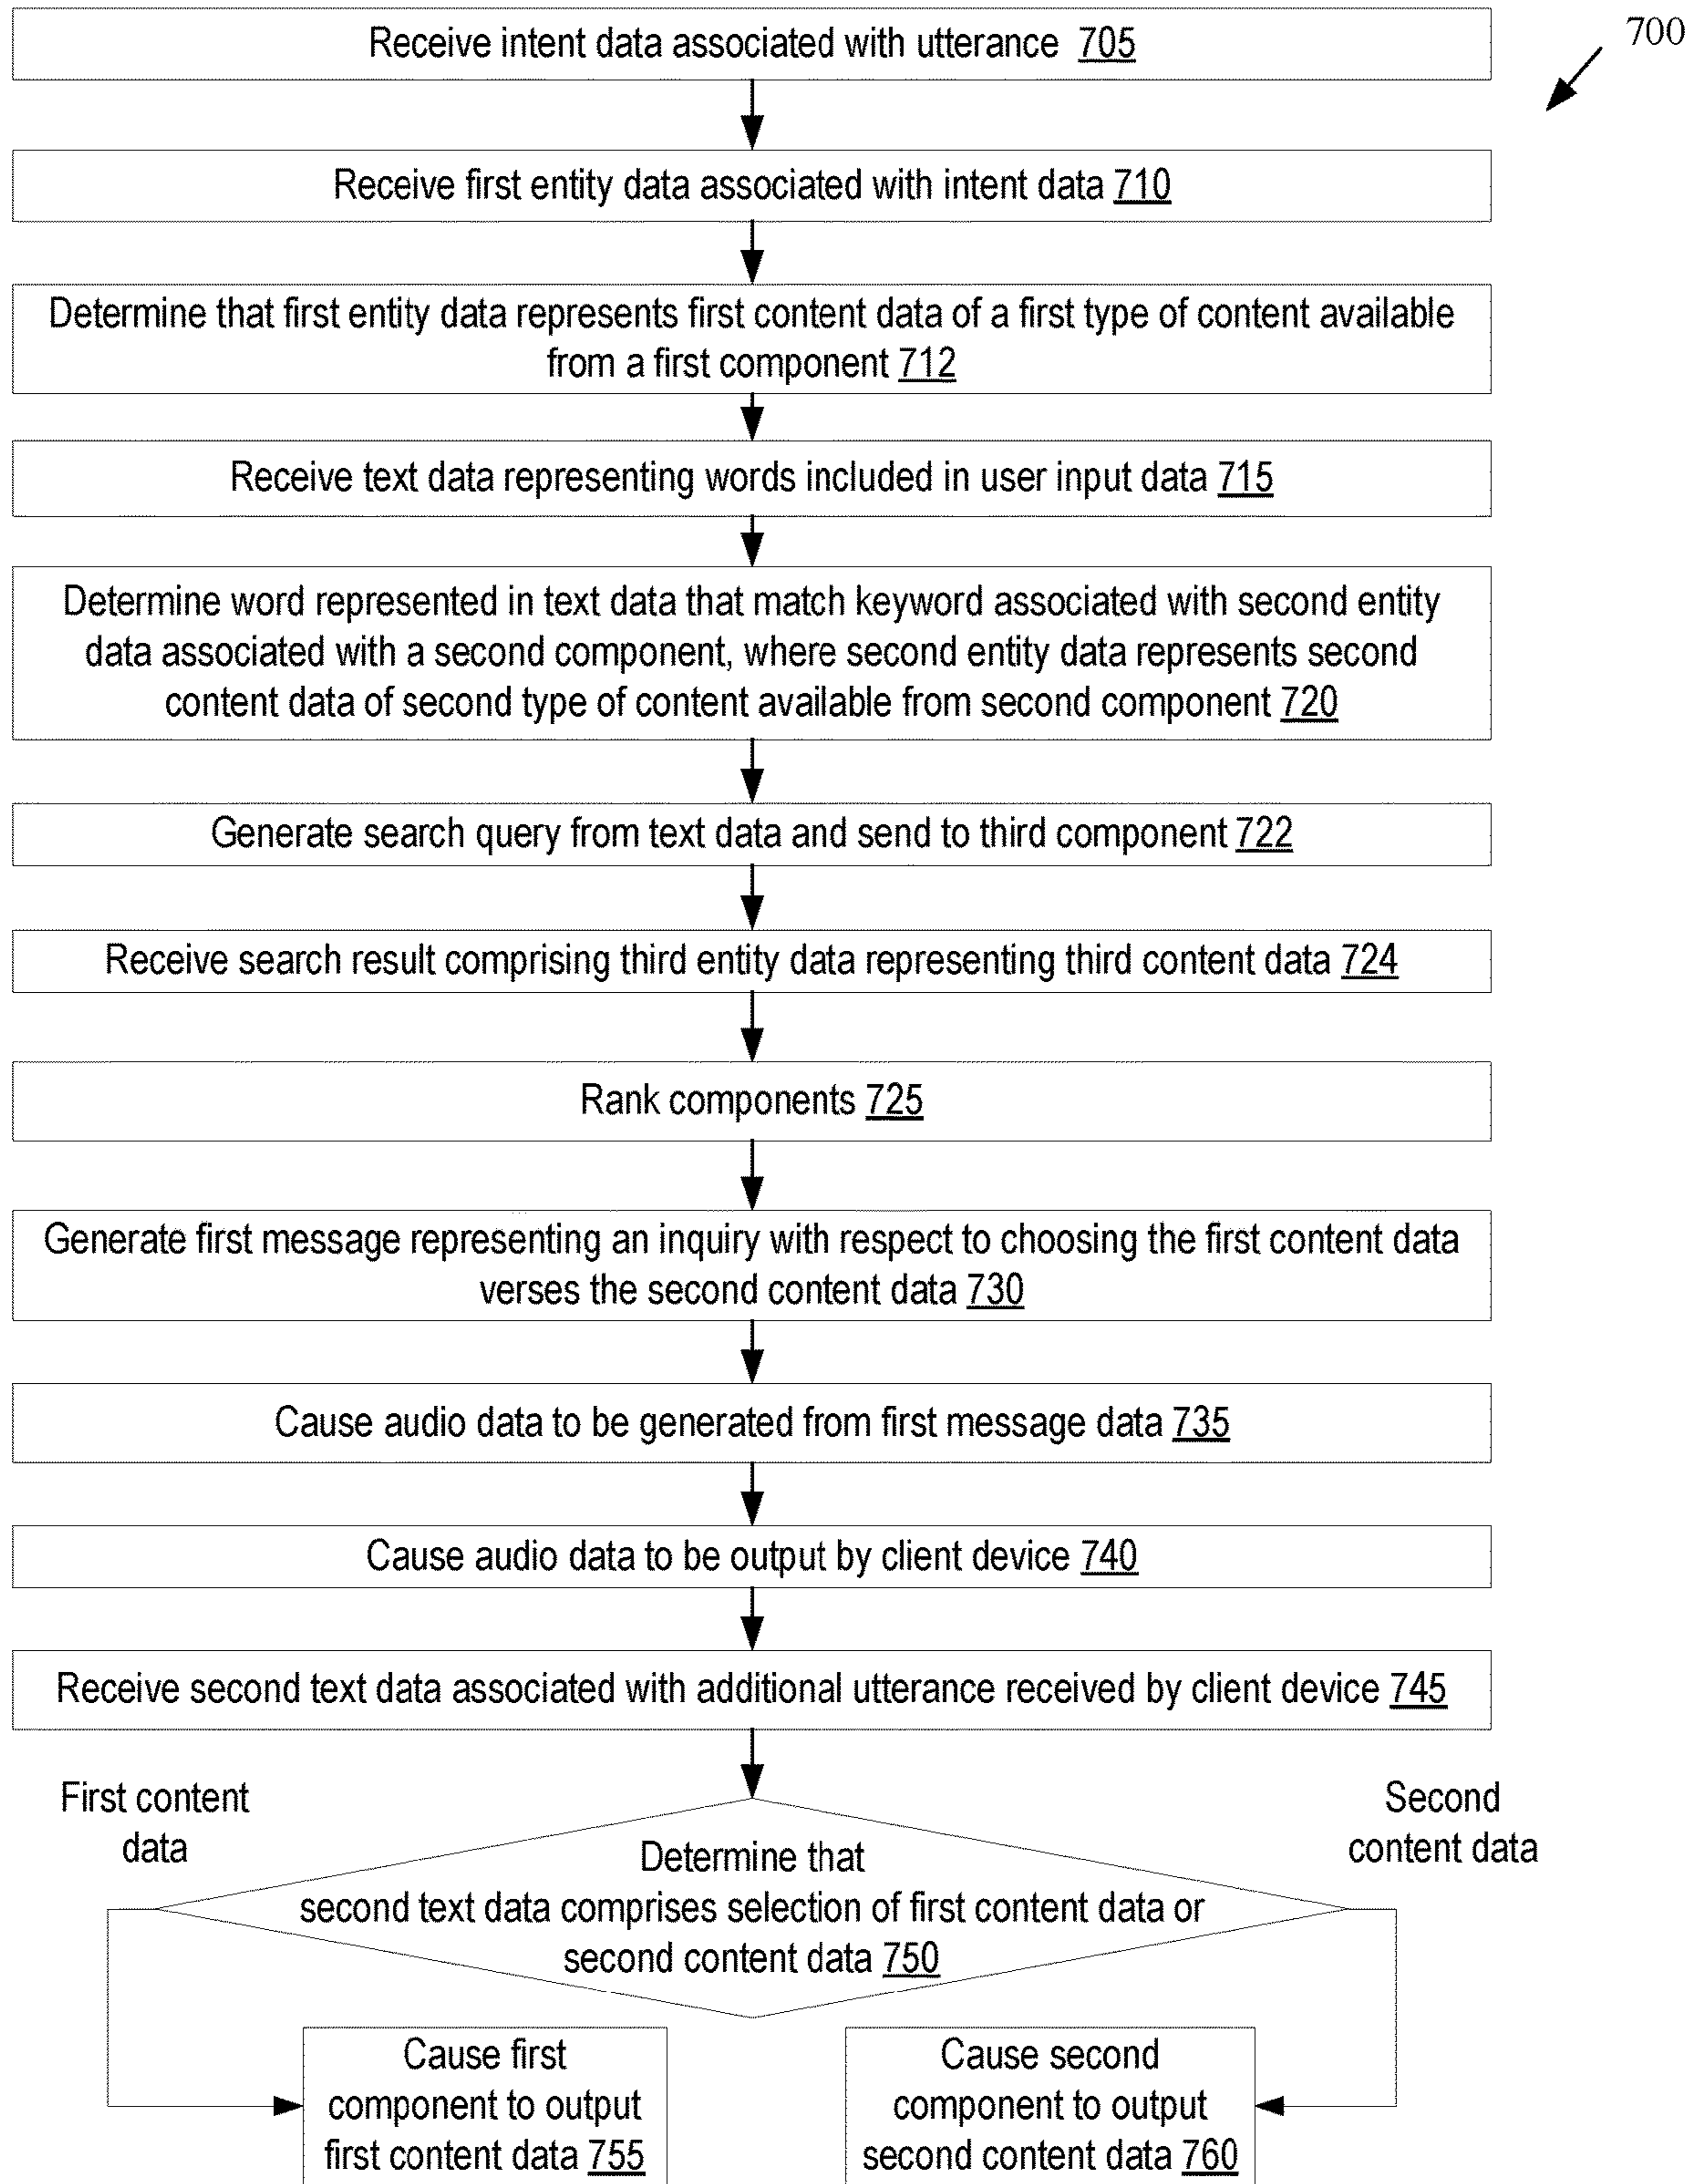 Receive intent data associated with utterance 705
700
Receive first entity data associated with intent data 710
Determine that first entity data represents first content data of a first type of content available
from a first component 712
Receive text data representing words included in user input data 715
Determine word represented in text data that match keyword associated with second entity
data associated with a second component, where second entity data represents second
content data of second type of content available from second component 720
Generate search query from text data and send to third component 722
Receive search result comprising third entity data representing third content data 724
Rank components 725
Generate first message representing an inquiry with respect to choosing the first content data
verses the second content data 730
Cause audio data to be generated from first message data 735
Cause audio data to be output by client device 740
Receive second text data associated with additional utterance received by client device 745
First content
data
Second
content data
Determine that
second text data comprises selection of first content data or
second content data 750
Cause first
component to output
first content data 755
Cause second
component to output
second content data 760